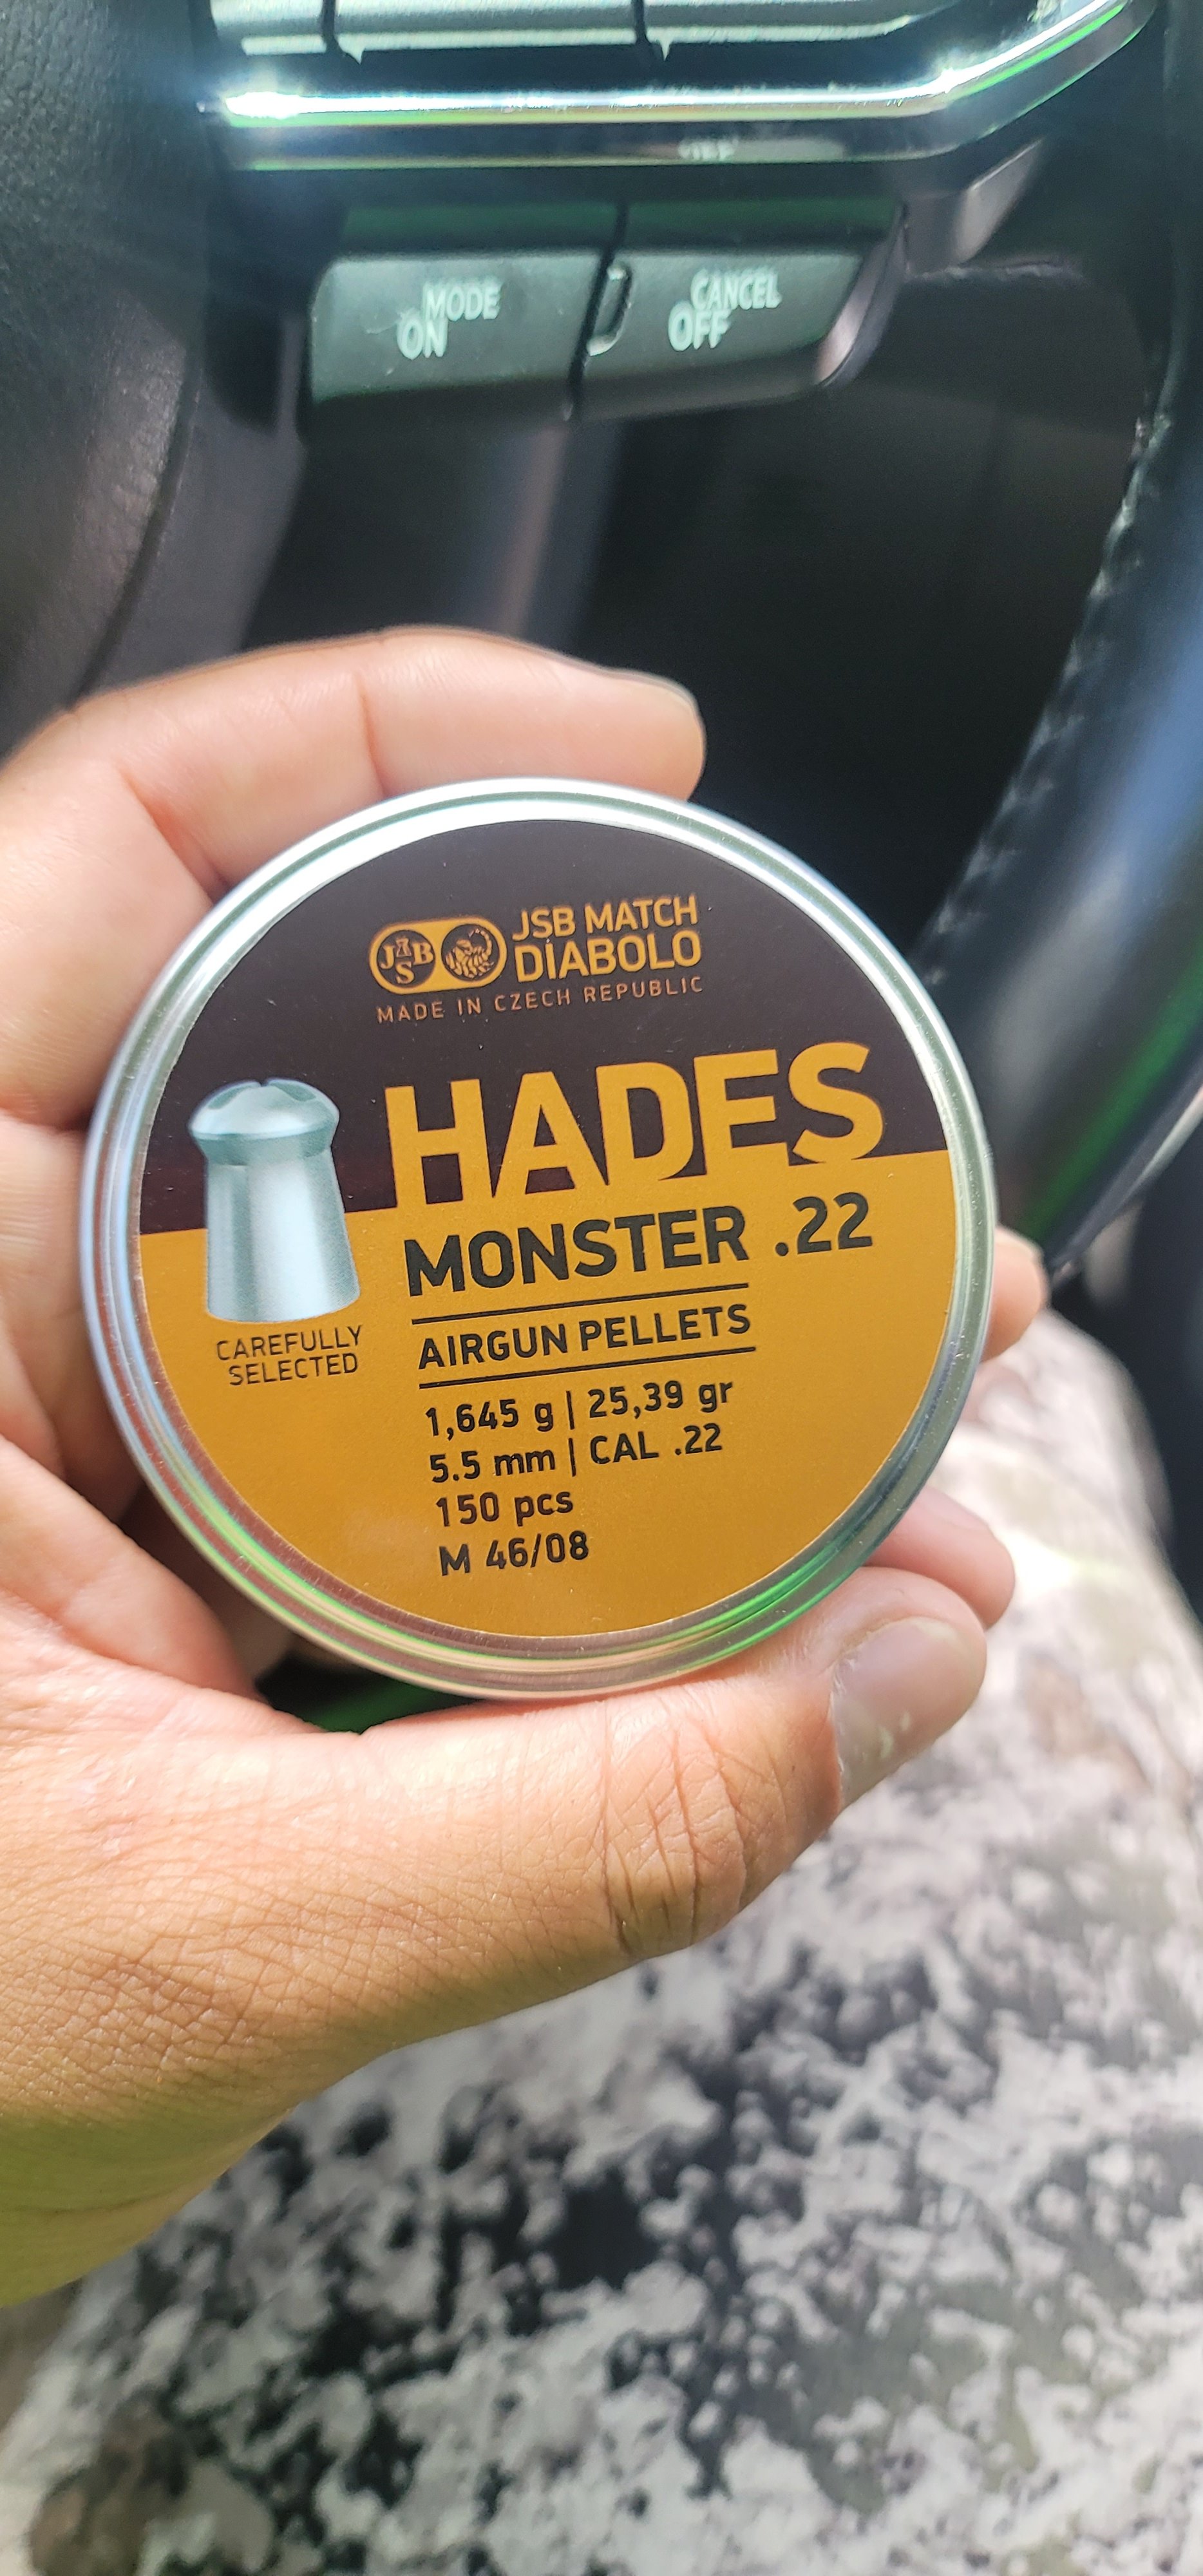 MODE
ON
CANCEL
OFF
JSB
JSB MATCH
DIABOLO
MADE IN CZECH REPUBLIC
HADES
MONSTER .22
CAREFULLY
SELECTED
AIRGUN PELLETS
1,645 g | 25,39 gr
5.5 mm | CAL .22
150 pcs
M 46/08